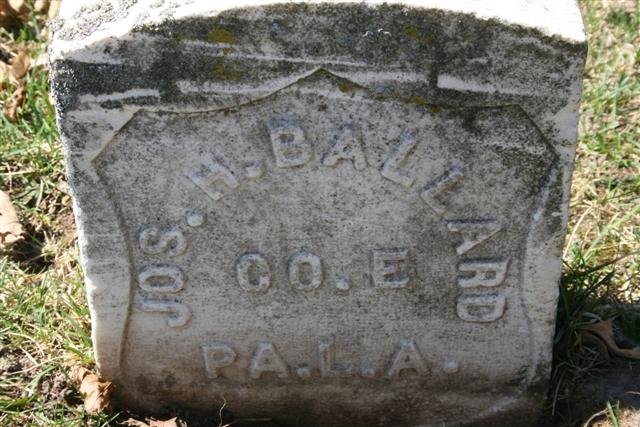 JOS. H. BALLARD
CO. E
PA. L. A.